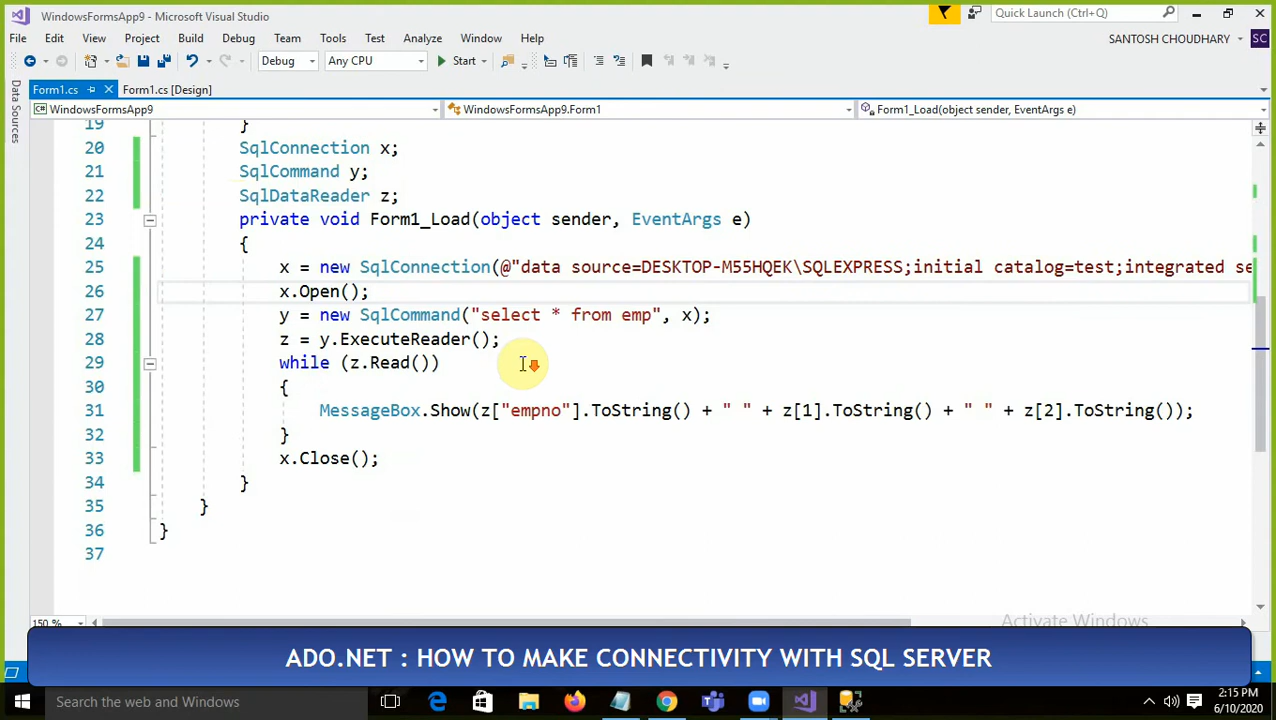 WindowsFormsApp9 - Microsoft Visual Studio
Quick Launch (Ctrl+Q)
File Edit View Project Build Debug Team Tools Test Analyze Window Help
SANTOSH CHOUDHARY SC
Debug Any CPU Start
Form1.cs Form1.cs [Design]
WindowsFormsApp9 WindowsFormsApp9.Form1 Form1_Load(object sender, EventArgs e)
Data Sources
19 }
20 SqlConnection x;
21 SqlCommand y;
22 SqlDataReader z;
23 private void Form1_Load(object sender, EventArgs e)
24 {
25 x = new SqlConnection(@"data source=DESKTOP-M55HQEK\SQLEXPRESS;initial catalog=test;integrated se
26 x.Open();
27 y = new SqlCommand("select * from emp", x);
28 z = y.ExecuteReader();
29 while (z.Read())
30 {
31 MessageBox.Show(z["empno"].ToString() + " " + z[1].ToString() + " " + z[2].ToString());
32 }
33 x.Close();
34 }
35 }
36 }
37
150 %
Activate Windows
ADO.NET : HOW TO MAKE CONNECTIVITY WITH SQL SERVER
Search the web and Windows
2:15 PM
6/10/2020